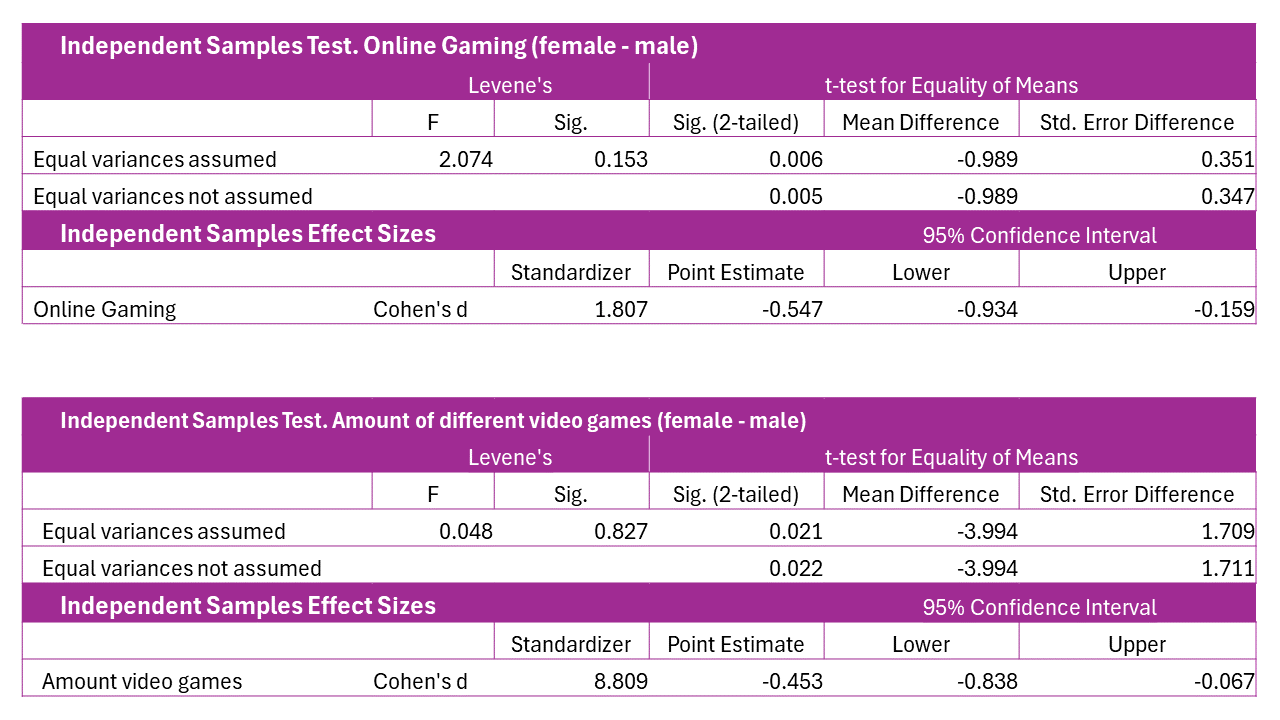 Independent Samples Test. Online Gaming (female - male)
Levene's t-test for Equality of Means
F Sig. Sig. (2-tailed) Mean Difference Std. Error Difference
Equal variances assumed 2.074 0.153 0.006 -0.989 0.351
Equal variances not assumed 0.005 -0.989 0.347
Independent Samples Effect Sizes 95% Confidence Interval
Standardizer Point Estimate Lower Upper
Online Gaming Cohen's d 1.807 -0.547 -0.934 -0.159
Independent Samples Test. Amount of different video games (female - male)
Levene's t-test for Equality of Means
F Sig. Sig. (2-tailed) Mean Difference Std. Error Difference
Equal variances assumed 0.048 0.827 0.021 -3.994 1.709
Equal variances not assumed 0.022 -3.994 1.711
Independent Samples Effect Sizes 95% Confidence Interval
Standardizer Point Estimate Lower Upper
Amount video games Cohen's d 8.809 -0.453 -0.838 -0.067